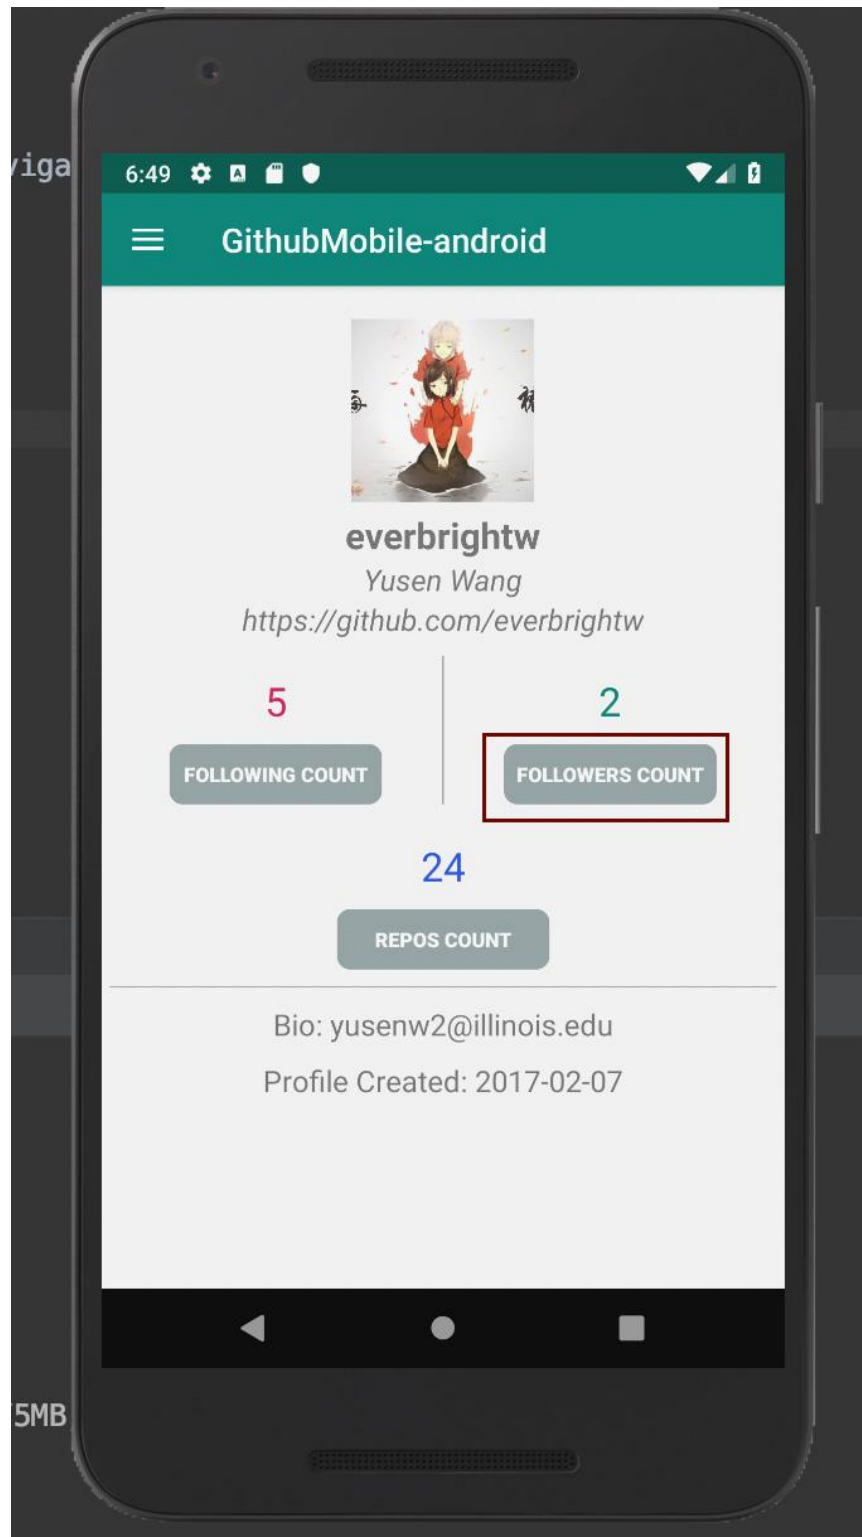 viga
6:49
GithubMobile-android
everbrightw
Yusen Wang
https://github.com/everbrightw
5
2
FOLLOWING COUNT
FOLLOWERS COUNT
24
REPOS COUNT
Bio: yusenw2@illinois.edu
Profile Created: 2017-02-07
5MB